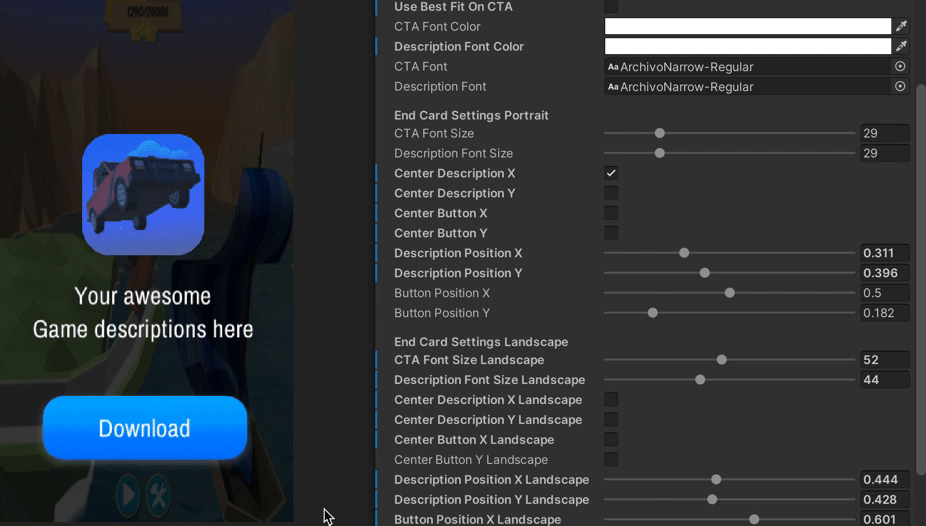 1290/26001
Your awesome
Game descriptions here
Download
Use Best Fit On CTA
CTA Font Color
Description Font Color
CTA Font
Aa ArchivoNarrow-Regular
Description Font
Aa ArchivoNarrow-Regular
End Card Settings Portrait
CTA Font Size
29
Description Font Size
29
Center Description X
Center Description Y
Center Button X
Center Button Y
Description Position X
0.311
Description Position Y
0.396
Button Position X
0.5
Button Position Y
0.182
End Card Settings Landscape
CTA Font Size Landscape
52
Description Font Size Landscape
44
Center Description X Landscape
Center Description Y Landscape
Center Button X Landscape
Center Button Y Landscape
Description Position X Landscape
0.444
Description Position Y Landscape
0.428
Button Position X Landscape
0.601